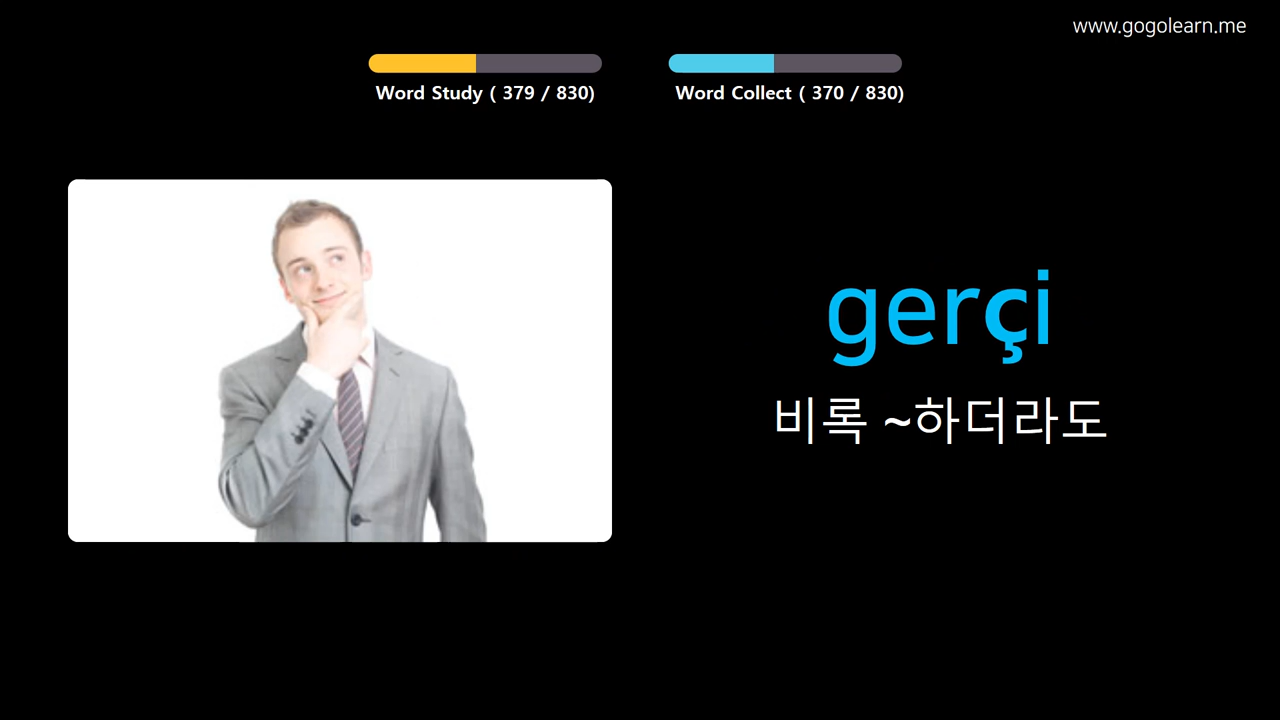 www.gogolearn.me
Word Study ( 379 / 830)
Word Collect ( 370 / 830)
gerçi
비록 ~하더라도